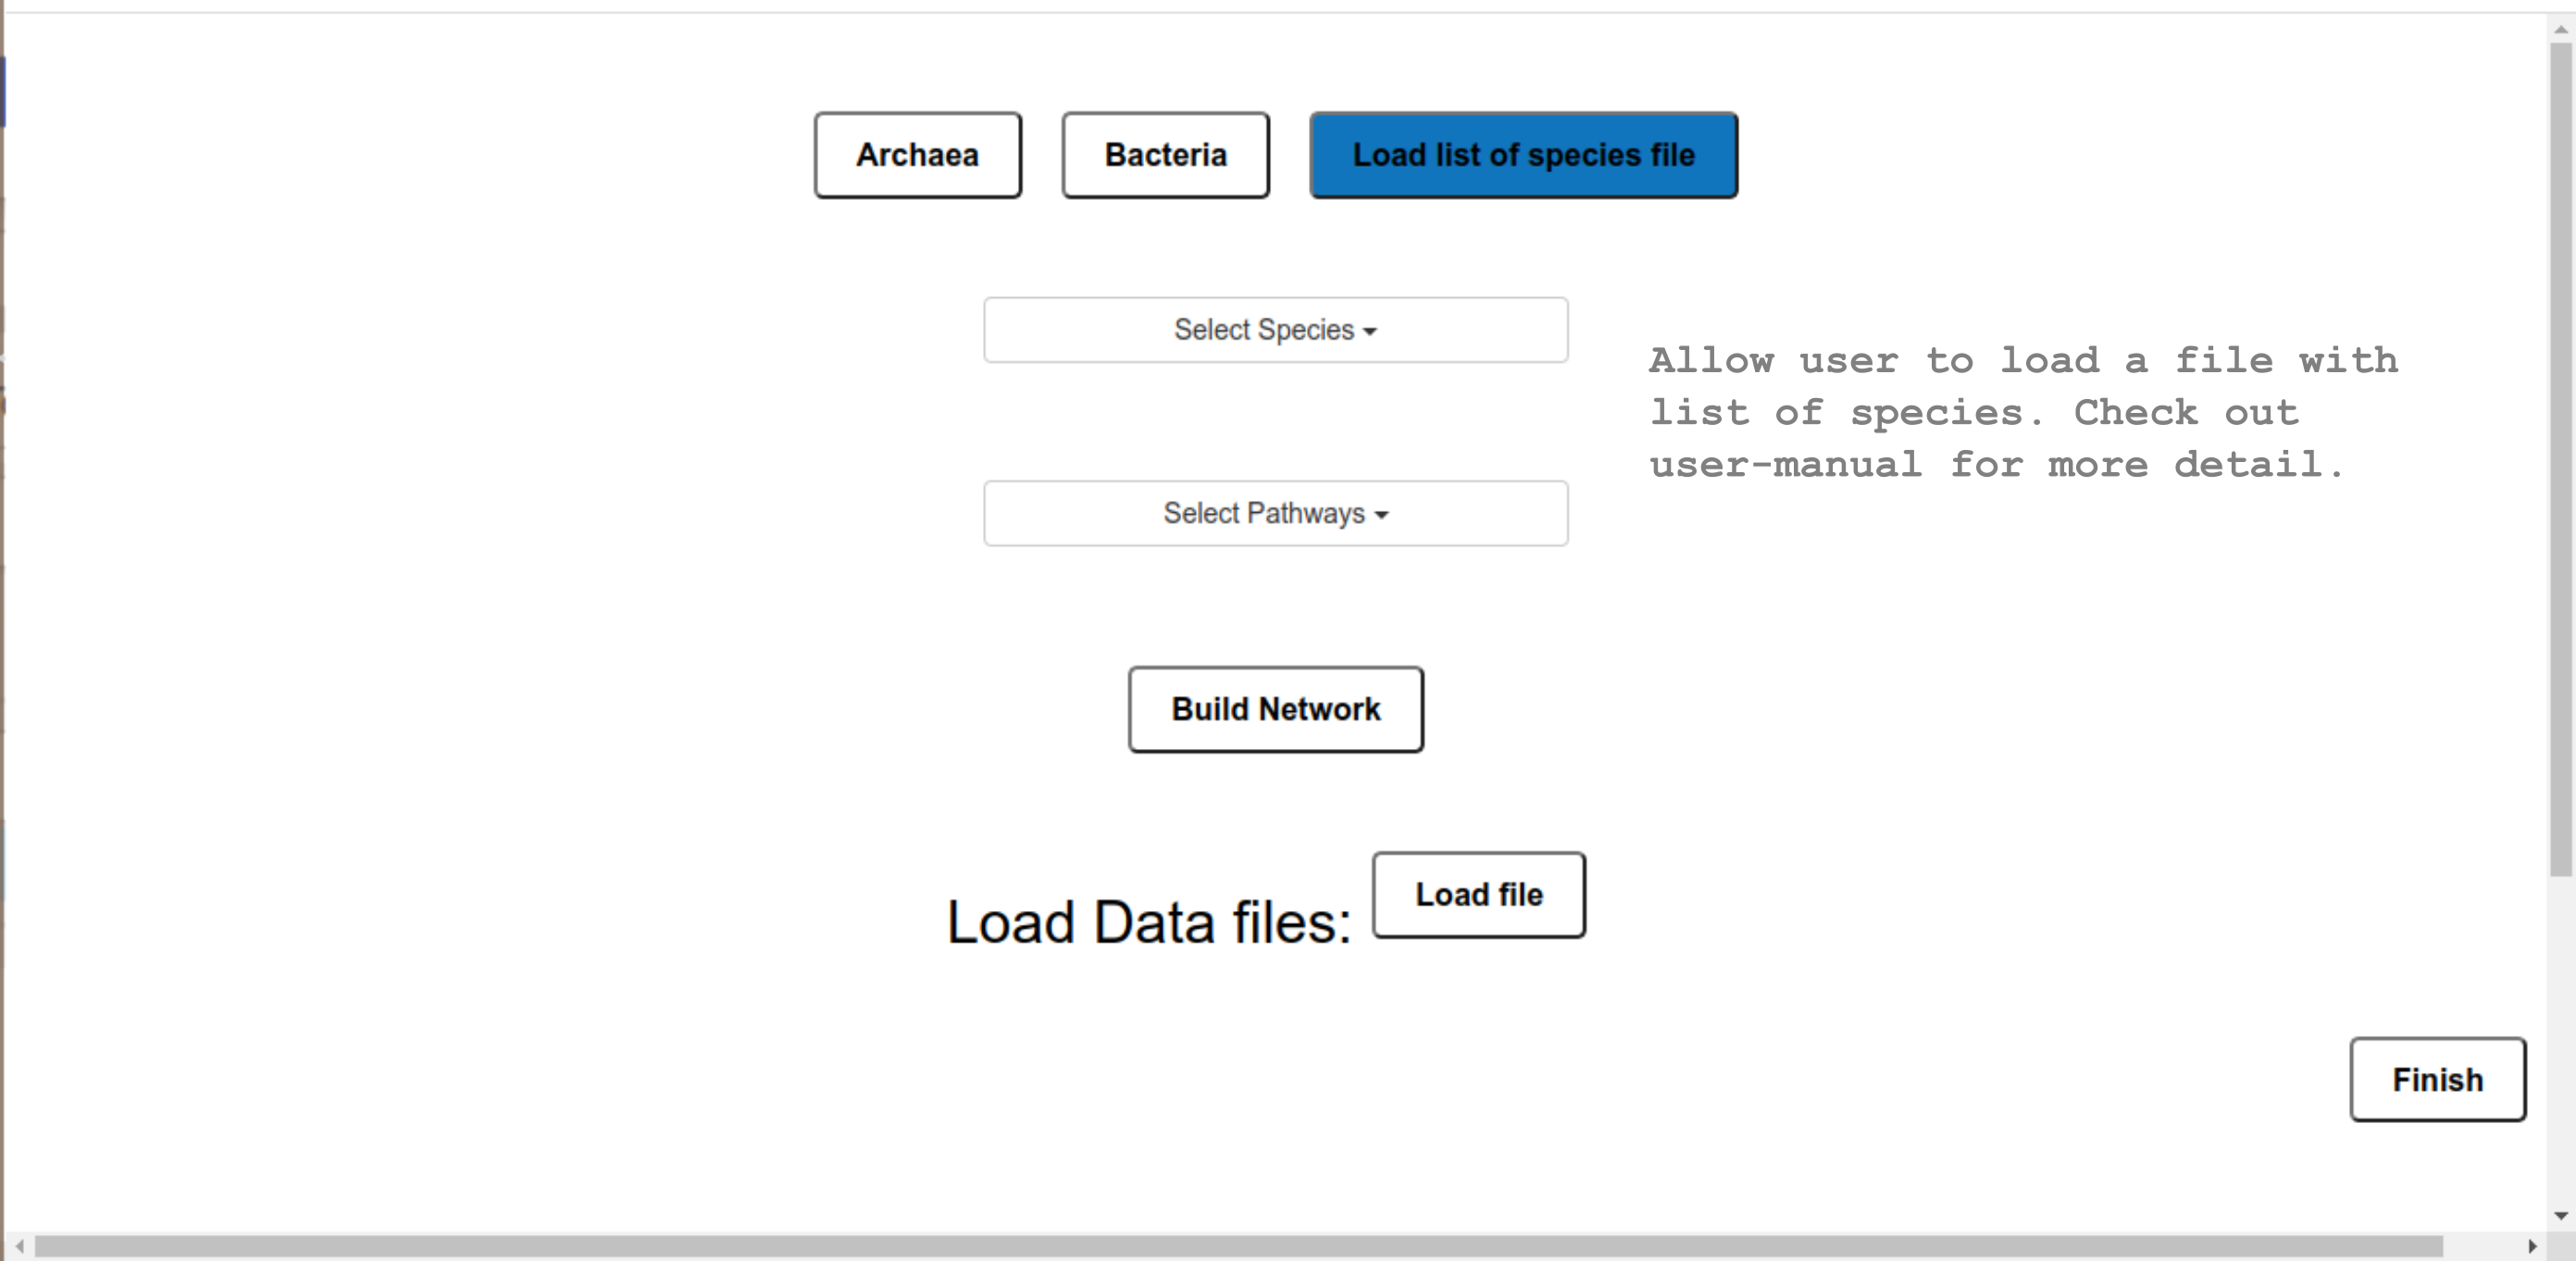 Archaea
Bacteria
Load list of species file
Select Species
Allow user to load a file with
list of species. Check out
user-manual for more detail.
Select Pathways
Build Network
Load Data files:
Load file
Finish